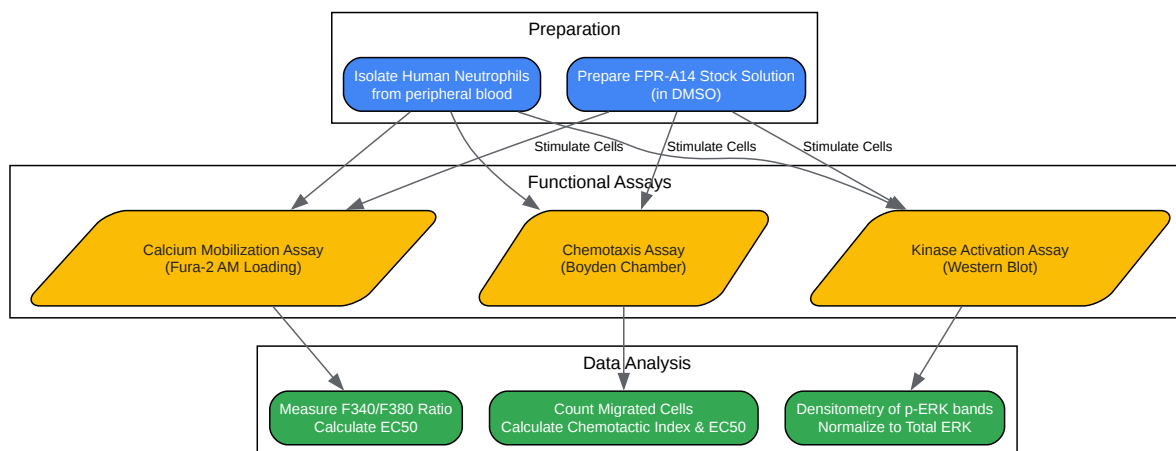 Preparation
Isolate Human Neutrophils
from peripheral blood
Prepare FPR-A14 Stock Solution
(in DMSO)
Stimulate Cells
Stimulate Cells
Stimulate Cells
Functional Assays
Calcium Mobilization Assay
(Fura-2 AM Loading)
Chemotaxis Assay
(Boyden Chamber)
Kinase Activation Assay
(Western Blot)
Data Analysis
Measure F340/F380 Ratio
Calculate EC50
Count Migrated Cells
Calculate Chemotactic Index & EC50
Densitometry of p-ERK bands
Normalize to Total ERK